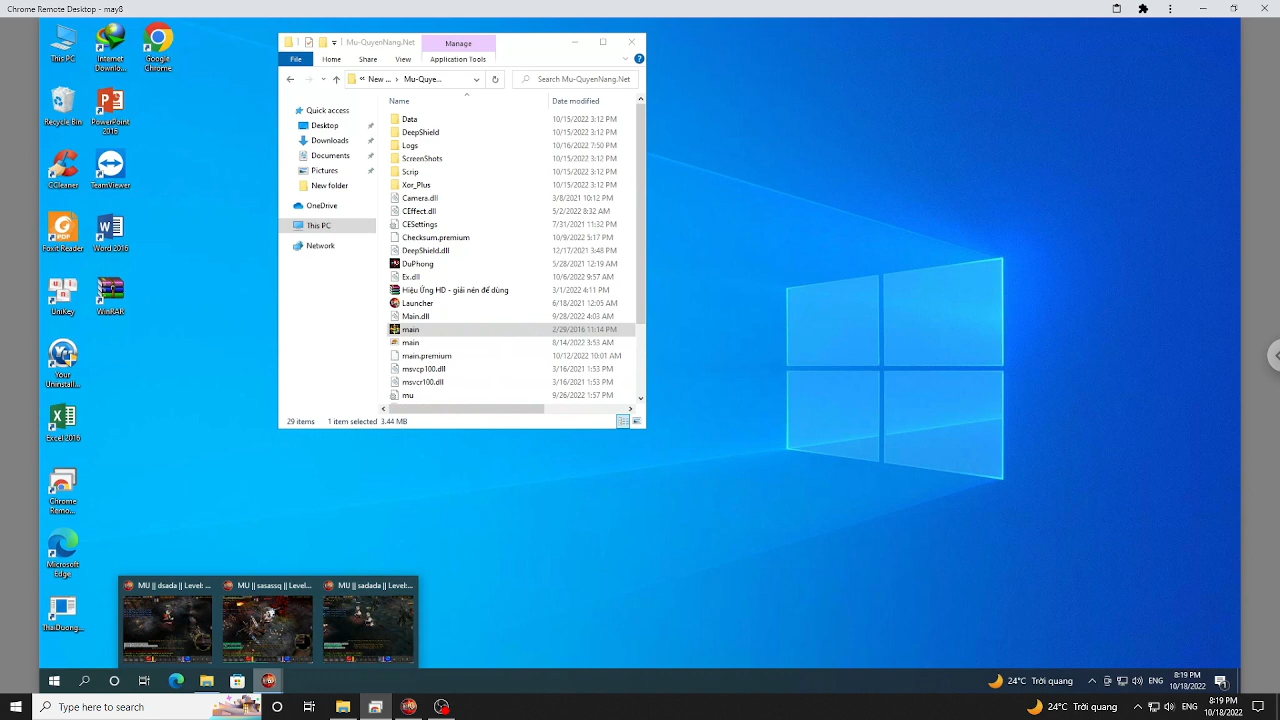 Chrome Remote Desktop - may8
This PC
Internet Downlo...
Google Chrome
Recycle Bin
PowerPoint 2016
CCleaner
TeamViewer
Foxit Reader
Word 2016
UniKey
WinRAR
Your Uninstall...
Excel 2016
Chrome Remo...
Microsoft Edge
ThaiDuong...
Mu-QuyenNang.Net
Manage
File
Home
Share
View
Application Tools
« New ... › Mu-Quye...
Search Mu-QuyenNang.Net
Quick access
Desktop
Downloads
Documents
Pictures
New folder
OneDrive
This PC
Network
Name Date modified
Data 10/15/2022 3:12 PM
DeepShield 10/15/2022 3:12 PM
Logs 10/16/2022 7:50 PM
ScreenShots 10/15/2022 3:12 PM
Scrip 10/15/2022 3:12 PM
Xor_Plus 10/15/2022 3:12 PM
Camera.dll 3/8/2021 10:12 PM
CEffect.dll 5/2/2022 8:32 AM
CESettings 7/31/2021 11:32 PM
Checksum.premium 10/9/2022 5:17 PM
DeepShield.dll 12/17/2021 3:48 PM
DuPhong 5/28/2021 12:19 AM
Ex.dll 10/6/2022 9:57 AM
Hiệu Ứng HD - giải nén để dùng 3/1/2022 4:11 PM
Launcher 6/18/2021 12:05 AM
Main.dll 9/28/2022 4:03 AM
main 2/29/2016 11:14 PM
main 8/14/2022 3:53 AM
main.premium 10/12/2022 10:01 AM
msvcp100.dll 3/16/2021 1:53 PM
msvcr100.dll 3/16/2021 1:53 PM
mu 9/26/2022 1:57 PM
29 items 1 item selected 3.44 MB
MU || dsada || Level: ...
MU || sasassq || Level...
MU || sadada || Level:...
24°C Trời quang
ENG
8:19 PM
10/18/2022
Type here to search
24°C Trời quang
ENG
8:19 PM
10/18/2022